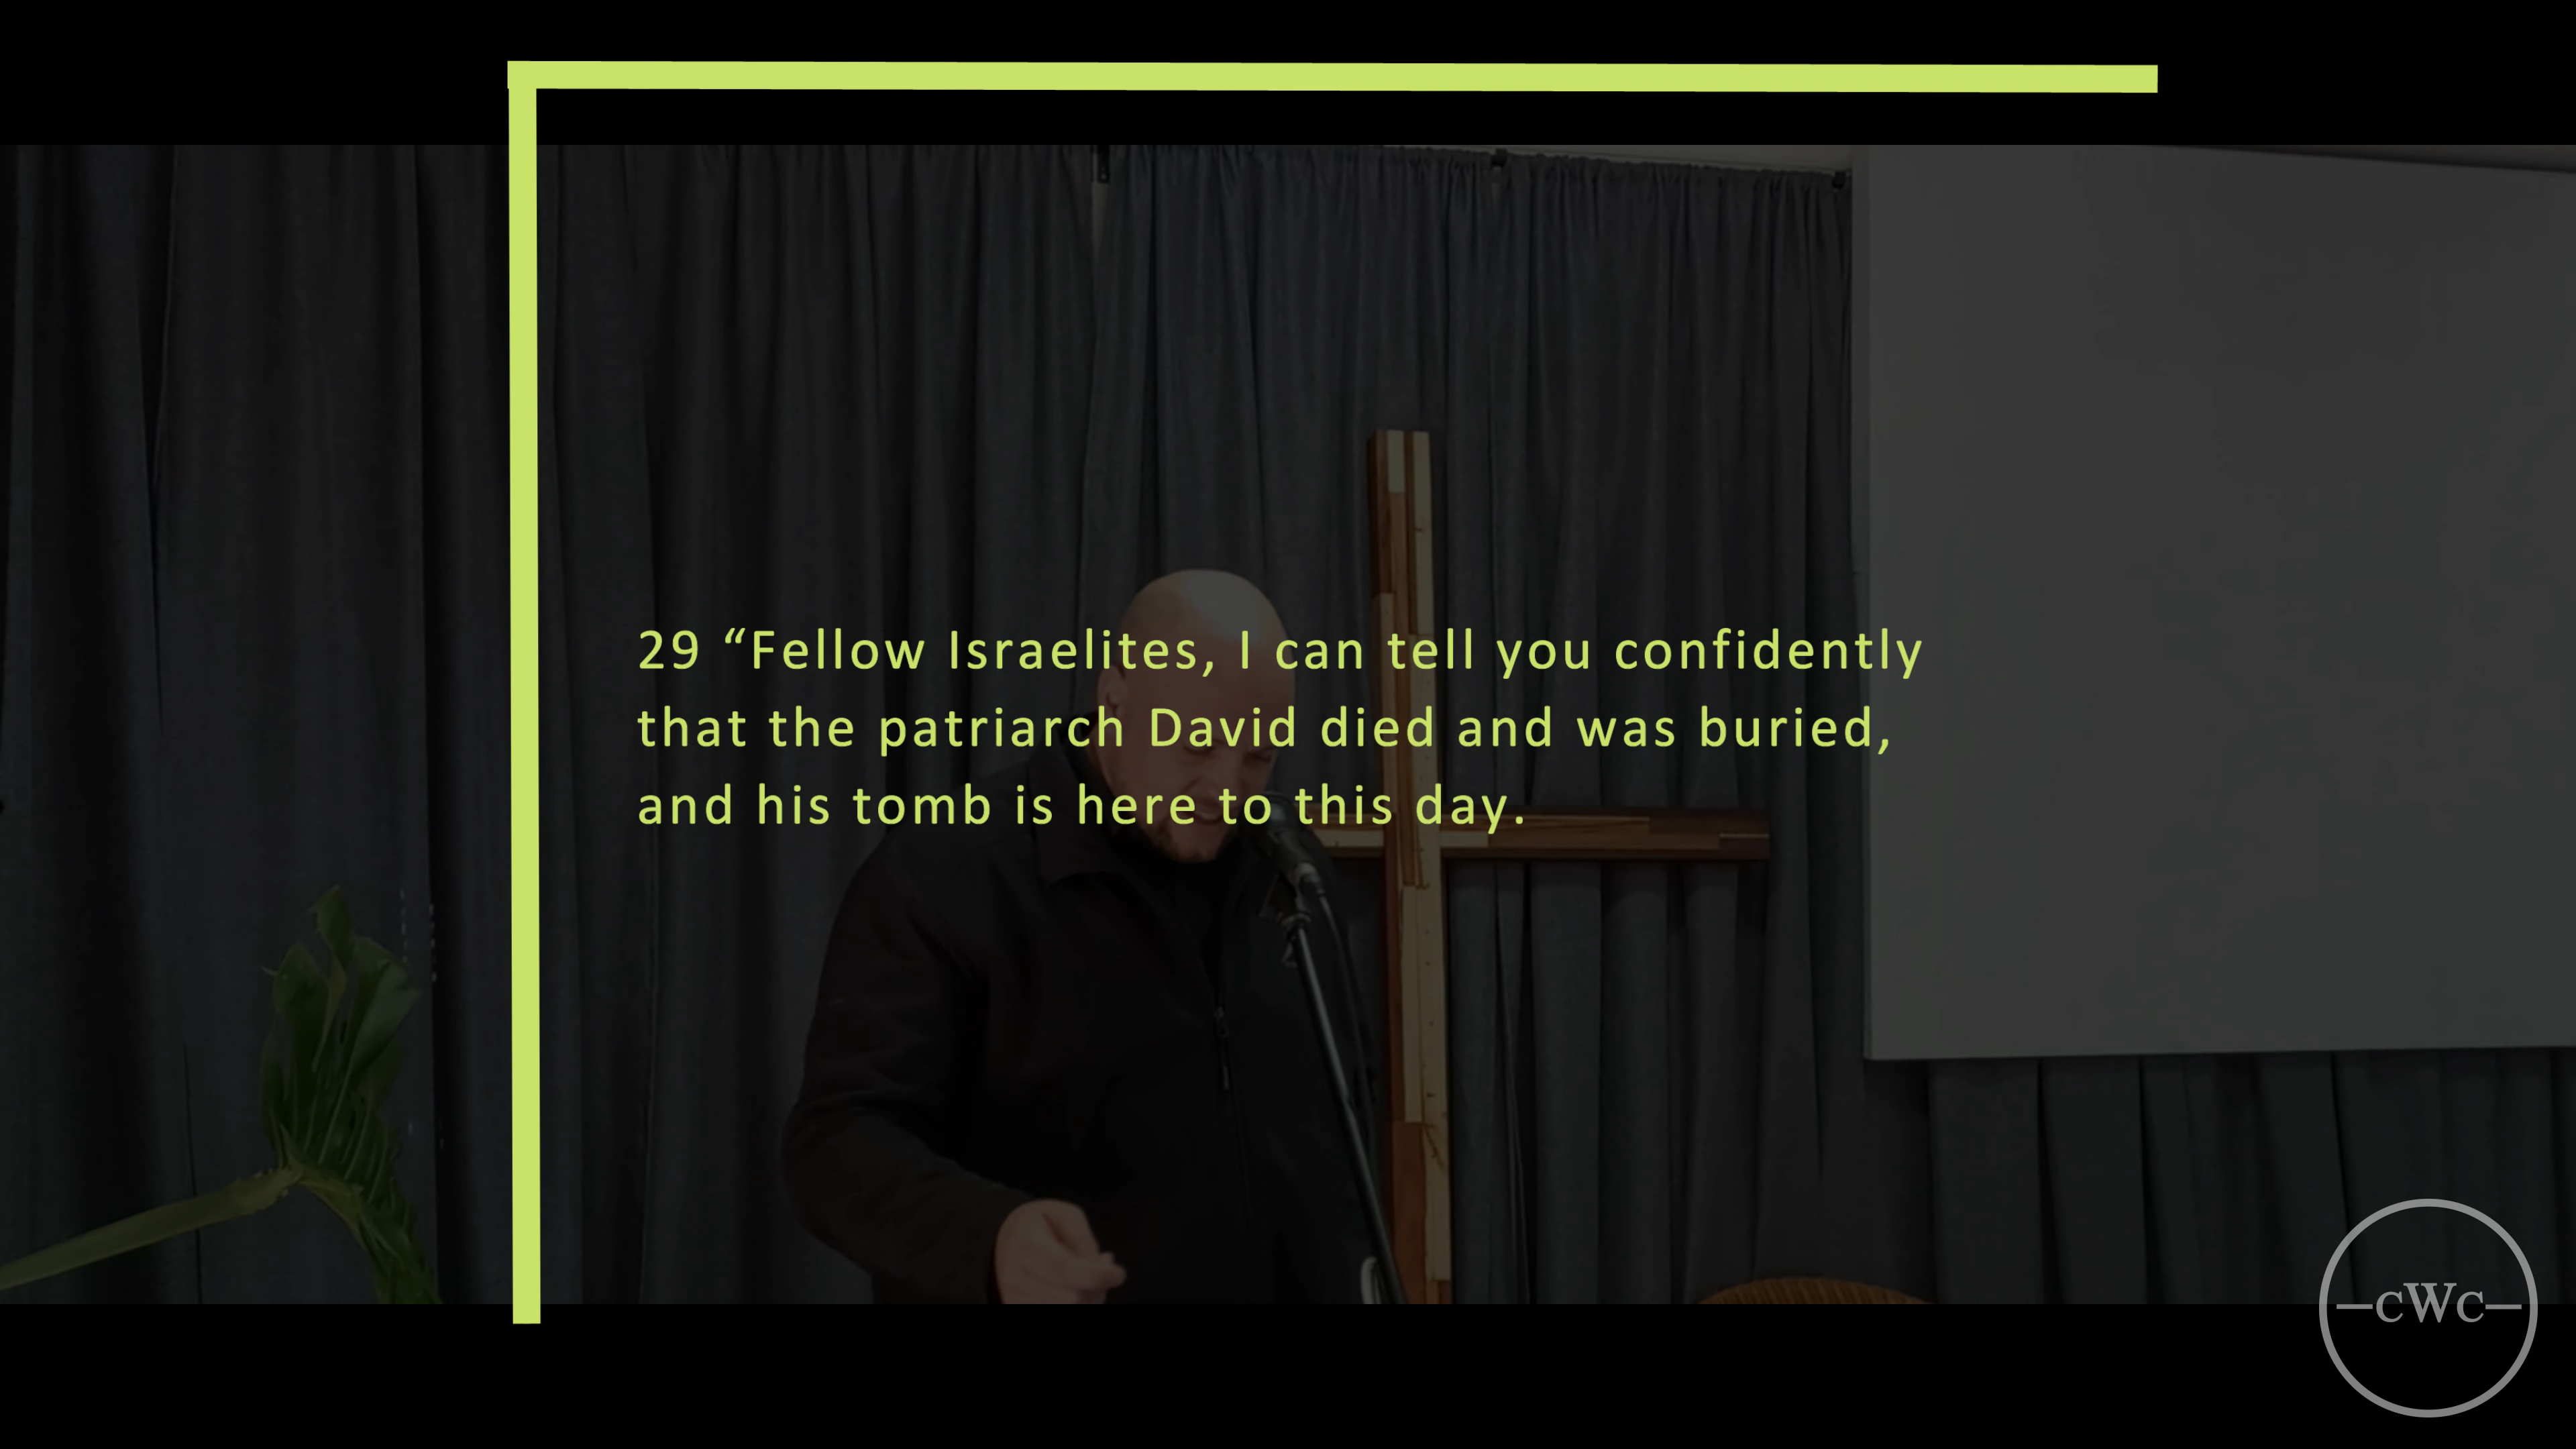 29 “Fellow Israelites, I can tell you confidently
that the patriarch David died and was buried,
and his tomb is here to this day.
cWc